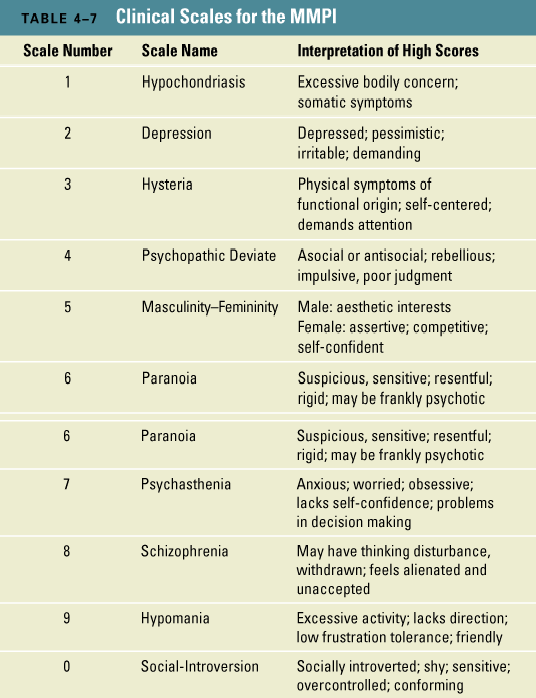 TABLE 4–7 Clinical Scales for the MMPI
Scale Number Scale Name Interpretation of High Scores
1 Hypochondriasis Excessive bodily concern;
somatic symptoms
2 Depression Depressed; pessimistic;
irritable; demanding
3 Hysteria Physical symptoms of
functional origin; self-centered;
demands attention
4 Psychopathic Deviate Asocial or antisocial; rebellious;
impulsive, poor judgment
5 Masculinity–Femininity Male: aesthetic interests
Female: assertive; competitive;
self-confident
6 Paranoia Suspicious, sensitive; resentful;
rigid; may be frankly psychotic
6 Paranoia Suspicious, sensitive; resentful;
rigid; may be frankly psychotic
7 Psychasthenia Anxious; worried; obsessive;
lacks self-confidence; problems
in decision making
8 Schizophrenia May have thinking disturbance,
withdrawn; feels alienated and
unaccepted
9 Hypomania Excessive activity; lacks direction;
low frustration tolerance; friendly
0 Social-Introversion Socially introverted; shy; sensitive;
overcontrolled; conforming